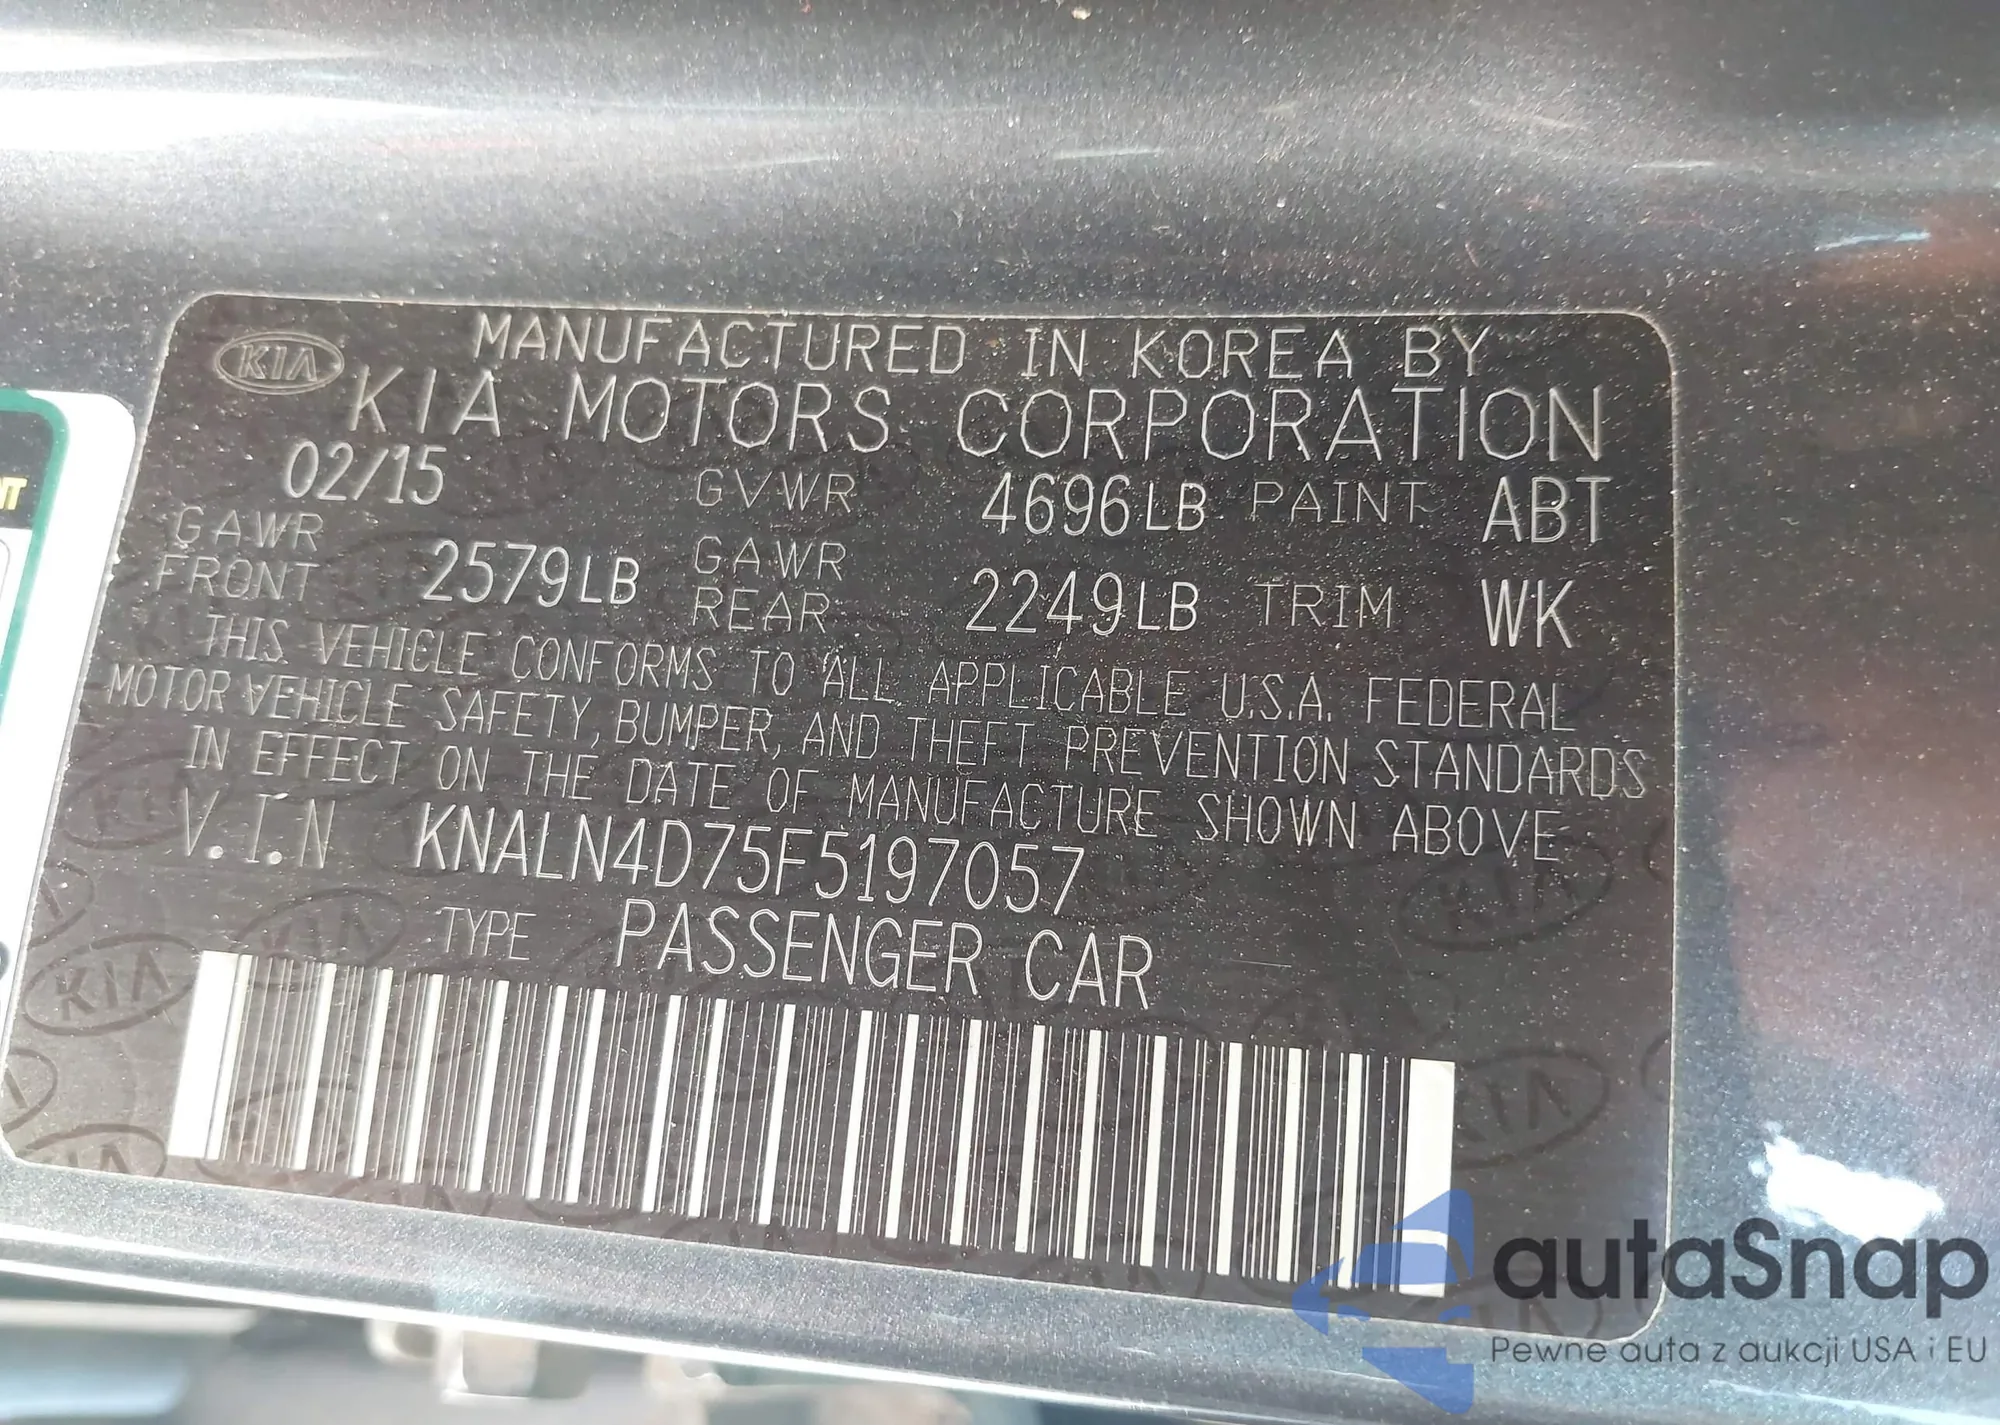 KIA
MANUFACTURED IN KOREA BY
KIA MOTORS CORPORATION
02/15 GVWR 4696LB PAINT ABT
GAWR FRONT 2579LB GAWR REAR 2249LB TRIM WK
THIS VEHICLE CONFORMS TO ALL APPLICABLE U.S.A. FEDERAL
MOTOR VEHICLE SAFETY, BUMPER, AND THEFT PREVENTION STANDARDS
IN EFFECT ON THE DATE OF MANUFACTURE SHOWN ABOVE.
V.I.N KNALN4D75F5197057
TYPE PASSENGER CAR
autaSnap
Pewne auta z aukcji USA i EU